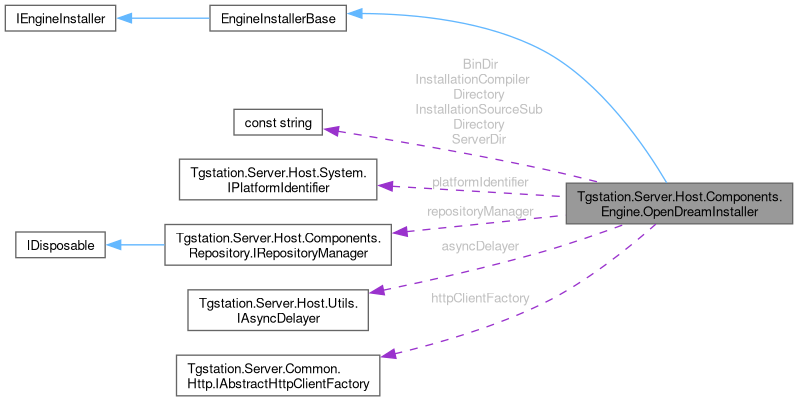 IEngineInstaller
EngineInstallerBase
BinDir
InstallationCompiler
Directory
InstallationSourceSub
Directory
ServerDir
const string
Tgstation.Server.Host.System.
IPlatformIdentifier
platformIdentifier
Tgstation.Server.Host.Components.
Engine.OpenDreamInstaller
repositoryManager
IDisposable
Tgstation.Server.Host.Components.
Repository.IRepositoryManager
asyncDelayer
Tgstation.Server.Host.Utils.
IAsyncDelayer
httpClientFactory
Tgstation.Server.Common.
Http.IAbstractHttpClientFactory